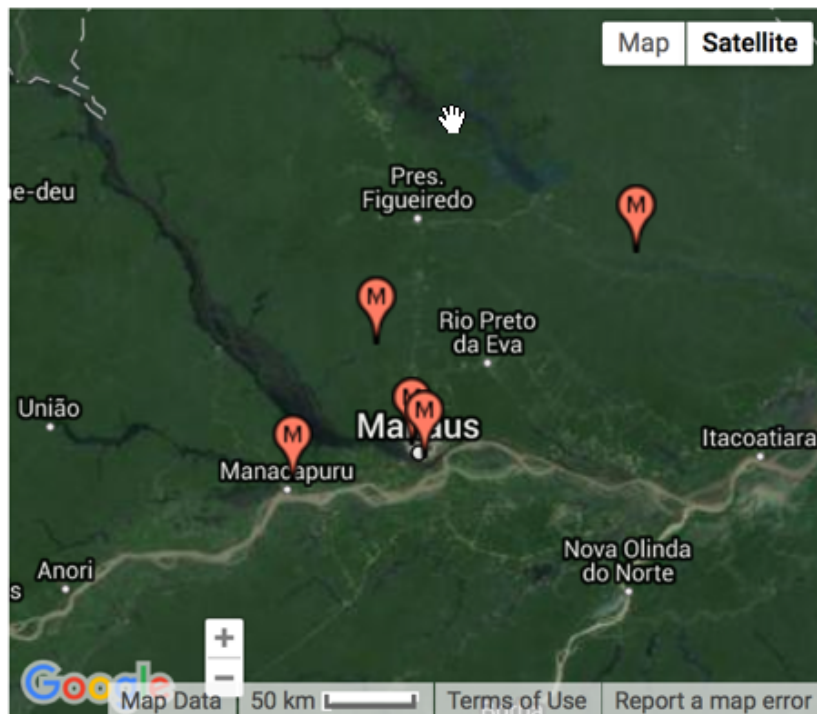 Map Satellite
e-deu
Pres.
Figueiredo
M
M
Rio Preto
da Eva
União
M
M
Manaus
M
Itacoatiara
Manacapuru
Nova Olinda
do Norte
Anori
s
+
−
Google
Map Data 50 km Terms of Use Report a map error